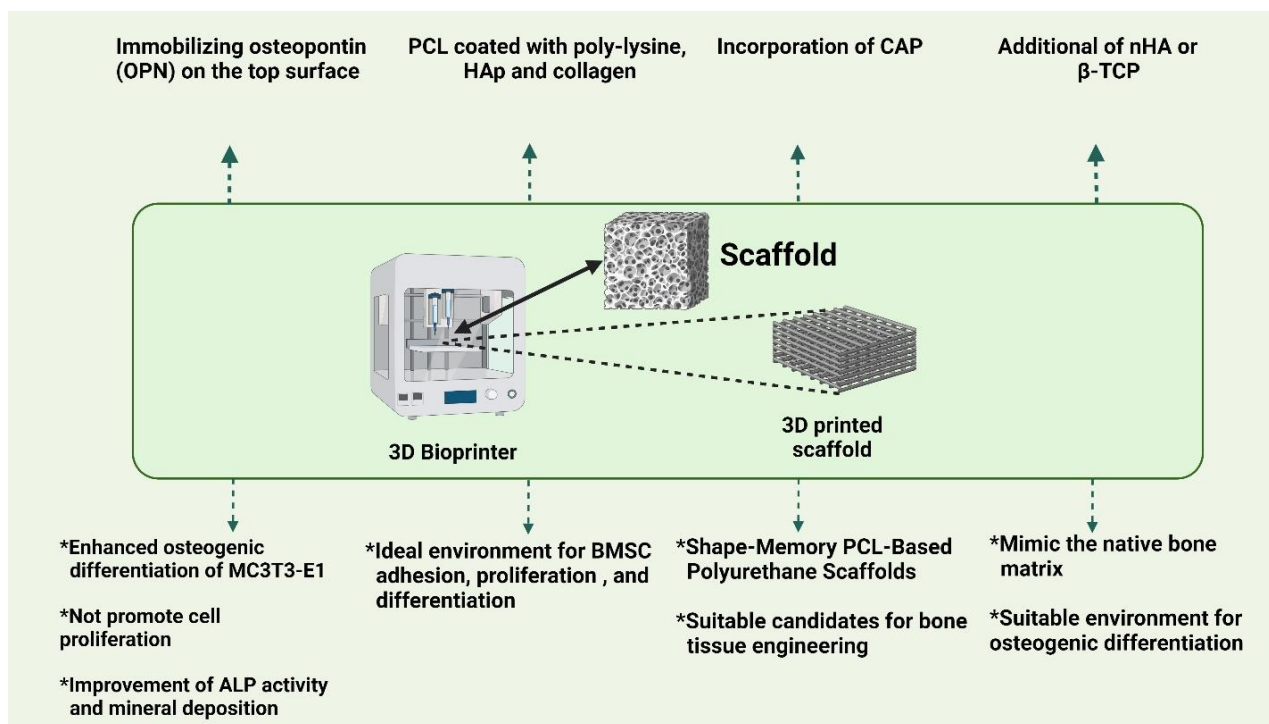 Immobilizing osteopontin
(OPN) on the top surface
PCL coated with poly-lysine,
HAp and collagen
Incorporation of CAP
Additional of nHA or
β-TCP
Scaffold
3D Bioprinter
3D printed
scaffold
*Enhanced osteogenic
differentiation of MC3T3-E1
*Not promote cell
proliferation
*Improvement of ALP activity
and mineral deposition
*Ideal environment for BMSC
adhesion, proliferation , and
differentiation
*Shape-Memory PCL-Based
Polyurethane Scaffolds
*Suitable candidates for bone
tissue engineering
*Mimic the native bone
matrix
*Suitable environment for
osteogenic differentiation